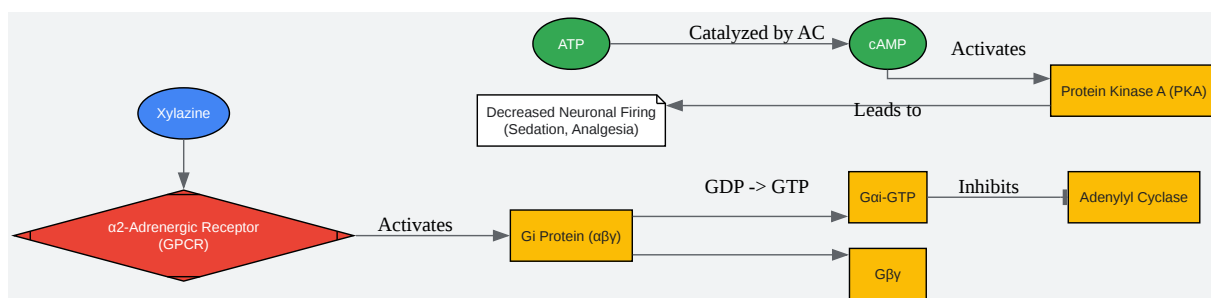 ATP
Catalyzed by AC
cAMP
Activates
Protein Kinase A (PKA)
Xylazine
Decreased Neuronal Firing
(Sedation, Analgesia)
Leads to
α2-Adrenergic Receptor
(GPCR)
Activates
Gi Protein (αβγ)
GDP -> GTP
Gαi-GTP
Inhibits
Adenylyl Cyclase
Gβγ